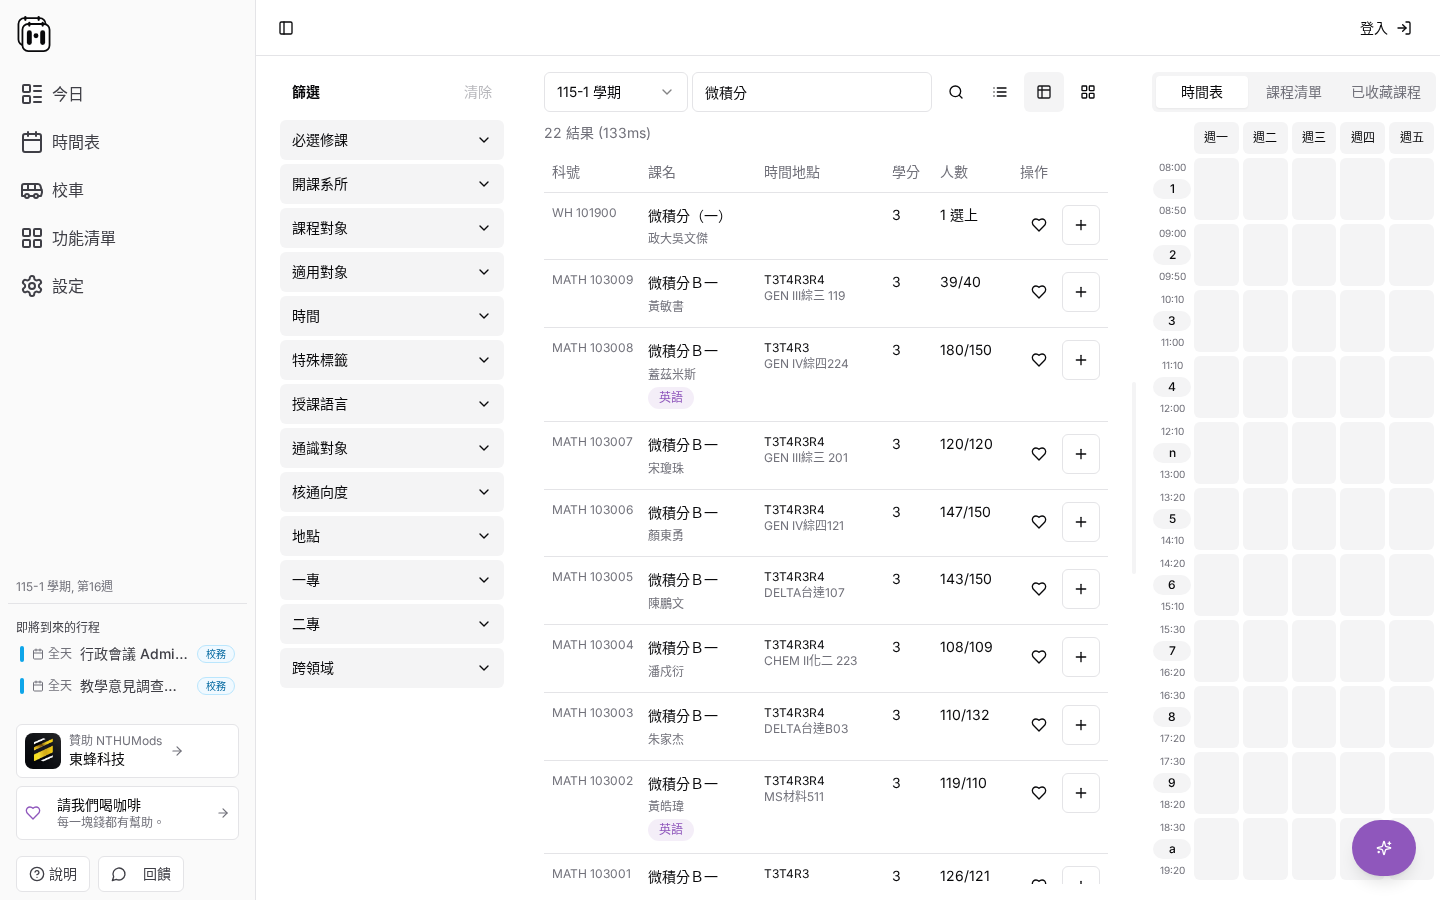 今日
時間表
校車
功能清單
設定
115-1 學期, 第16週
即將到來的行程
全天 行政會議 Admi... 校務
全天 教學意見調查... 校務
贊助 NTHUMods
東蜂科技
請我們喝咖啡
每一塊錢都有幫助。
說明 回饋
登入
篩選 清除
必選修課
開課系所
課程對象
適用對象
時間
特殊標籤
授課語言
通識對象
核通向度
地點
一專
二專
跨領域
115-1 學期 微積分
22 結果 (133ms)
科號 課名 時間地點 學分 人數 操作
WH 101900 微積分（一） 3 1 選上
政大吳文傑
MATH 103009 微積分Ｂ一 T3T4R3R4 3 39/40
黃敏書 GEN III綜三 119
MATH 103008 微積分Ｂ一 T3T4R3 3 180/150
蓋茲米斯 GEN IV綜四224
英語
MATH 103007 微積分Ｂ一 T3T4R3R4 3 120/120
宋瓊珠 GEN III綜三 201
MATH 103006 微積分Ｂ一 T3T4R3R4 3 147/150
顏東勇 GEN IV綜四121
MATH 103005 微積分Ｂ一 T3T4R3R4 3 143/150
陳鵬文 DELTA台達107
MATH 103004 微積分Ｂ一 T3T4R3R4 3 108/109
潘戍衍 CHEM II化二 223
MATH 103003 微積分Ｂ一 T3T4R3R4 3 110/132
朱家杰 DELTA台達B03
MATH 103002 微積分Ｂ一 T3T4R3R4 3 119/110
黃皓瑋 MS材料511
英語
MATH 103001 微積分Ｂ一 T3T4R3 3 126/121
時間表 課程清單 已收藏課程
週一 週二 週三 週四 週五
08:00
1
08:50
09:00
2
09:50
10:10
3
11:00
11:10
4
12:00
12:10
n
13:00
13:20
5
14:10
14:20
6
15:10
15:30
7
16:20
16:30
8
17:20
17:30
9
18:20
18:30
a
19:20